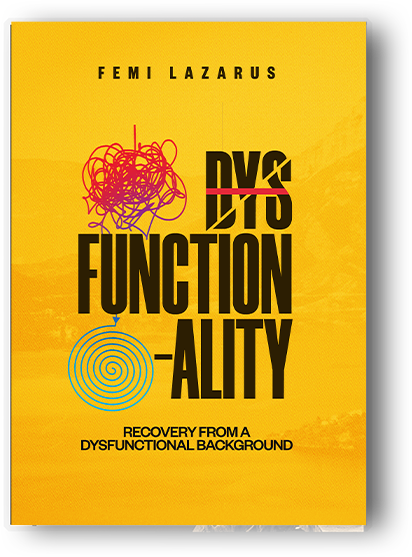 FEMI LAZARUS
DYS
FUNCTION
-ALITY
RECOVERY FROM A
DYSFUNCTIONAL BACKGROUND